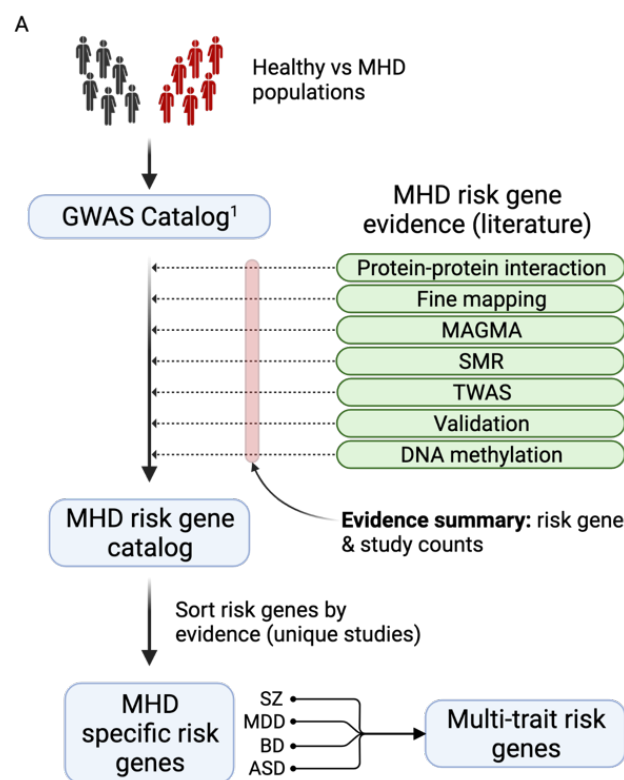 A
Healthy vs MHD
populations
GWAS Catalog¹
MHD risk gene
evidence (literature)
Protein-protein interaction
Fine mapping
MAGMA
SMR
TWAS
Validation
DNA methylation
MHD risk gene
catalog
Evidence summary: risk gene
& study counts
Sort risk genes by
evidence (unique studies)
MHD
specific risk
genes
SZ
MDD
BD
ASD
Multi-trait risk
genes